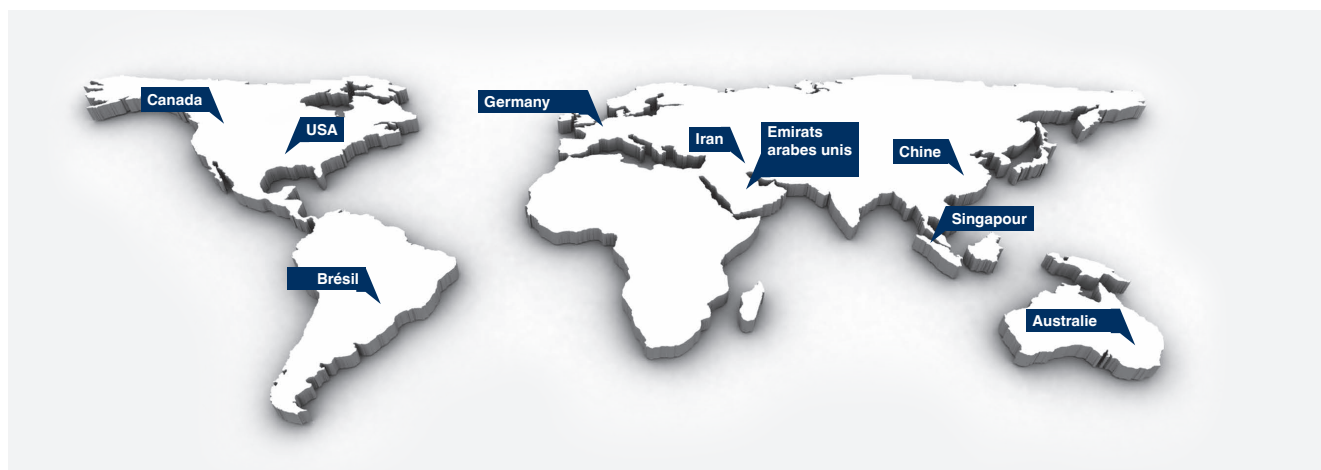 Canada
USA
Germany
Iran
Emirats
arabes unis
Chine
Singapour
Brésil
Australie